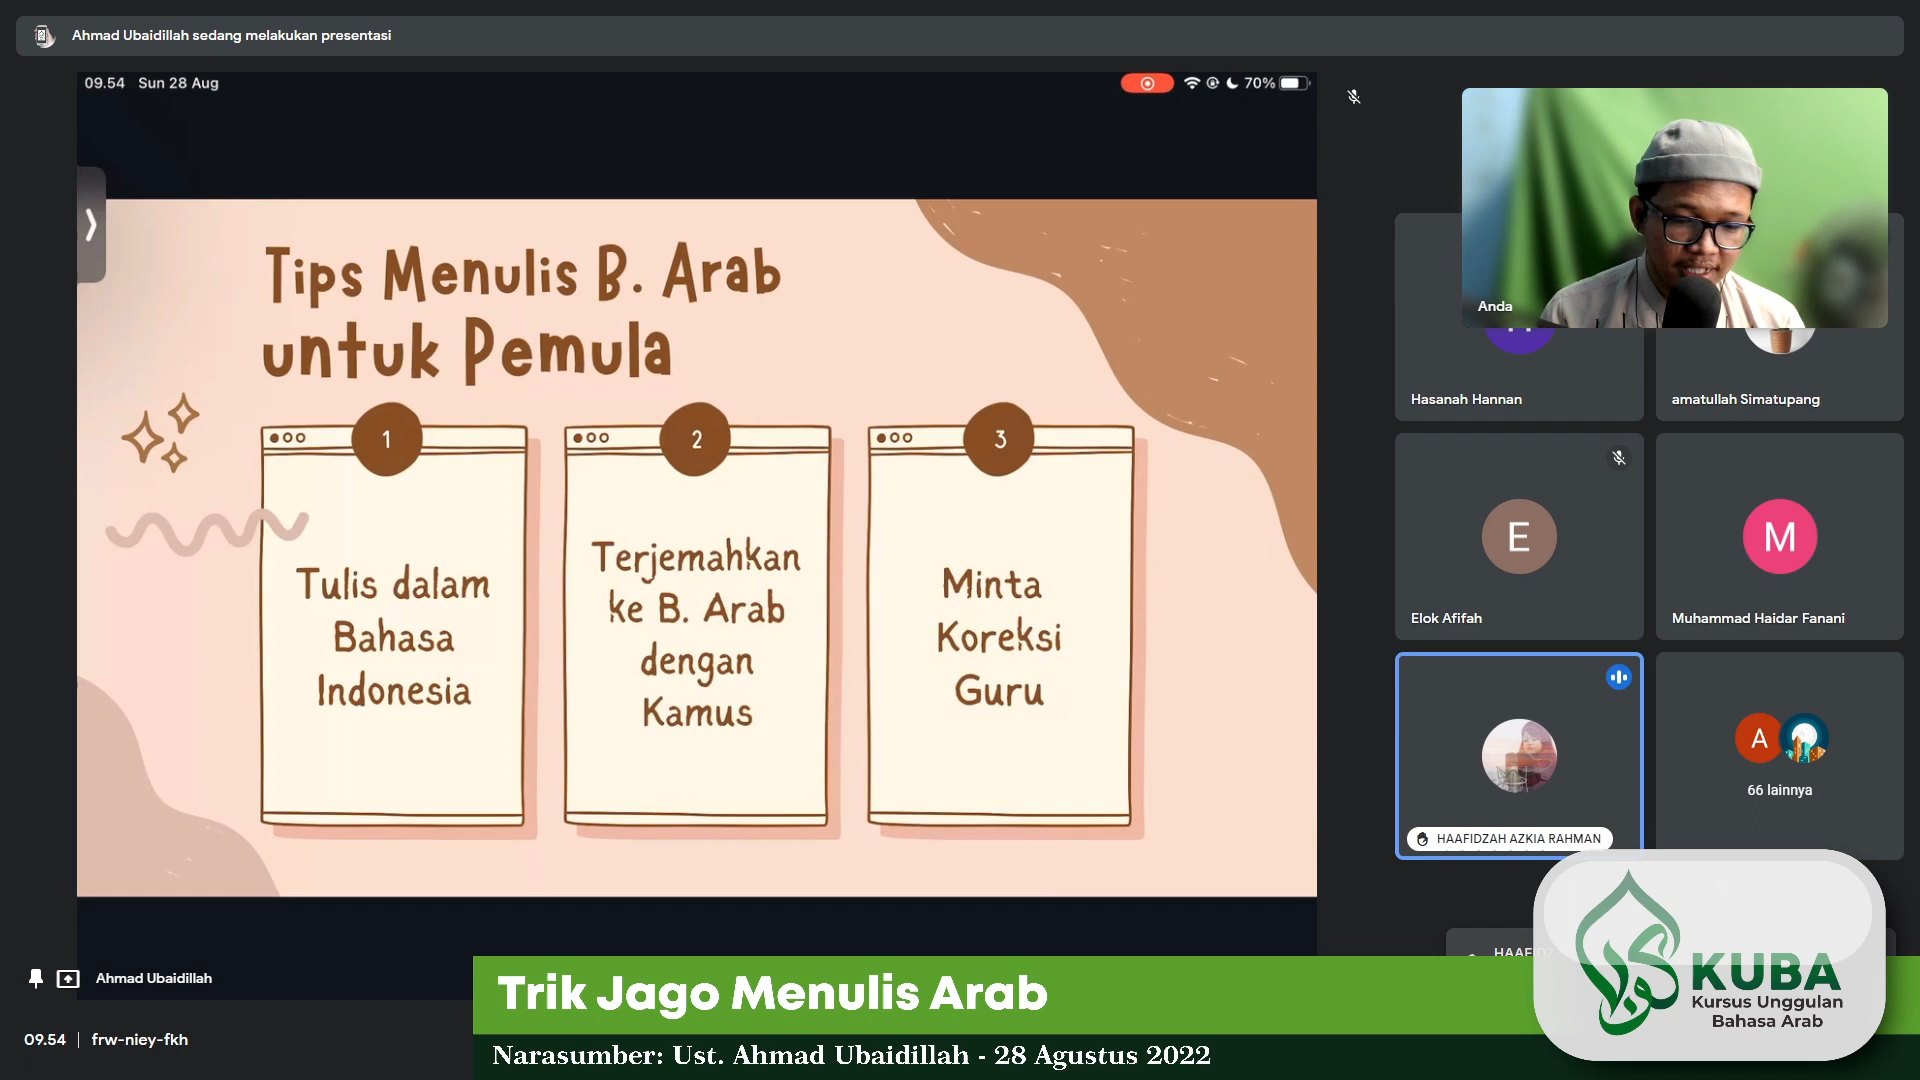 Ahmad Ubaidillah sedang melakukan presentasi
09.54 Sun 28 Aug
70%
Tips Menulis B. Arab
untuk Pemula
1
2
3
Tulis dalam
Bahasa
Indonesia
Terjemahkan
ke B. Arab
dengan
Kamus
Minta
Koreksi
Guru
Anda
Hasanah Hannan
amatullah Simatupang
E
Elok Afifah
M
Muhammad Haidar Fanani
HAAFIDZAH AZKIA RAHMAN
A
66 lainnya
Ahmad Ubaidillah
09.54 | frw-niey-fkh
Trik Jago Menulis Arab
Narasumber: Ust. Ahmad Ubaidillah - 28 Agustus 2022
KUBA
Kursus Unggulan
Bahasa Arab